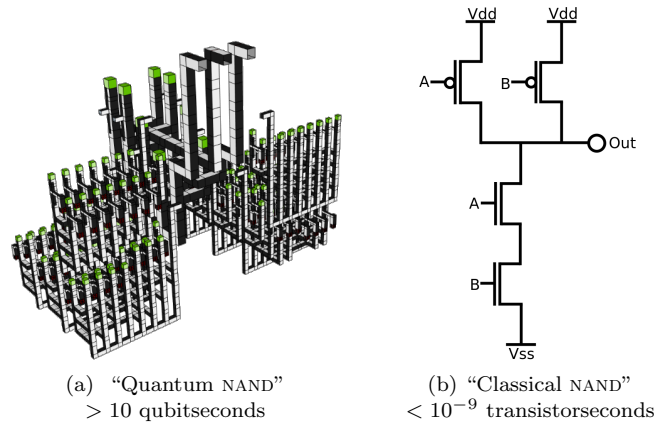 Vdd Vdd
A B
Out
A
B
Vss
(a) “Quantum NAND”
> 10 qubitseconds
(b) “Classical NAND”
< 10⁻⁹ transistorseconds